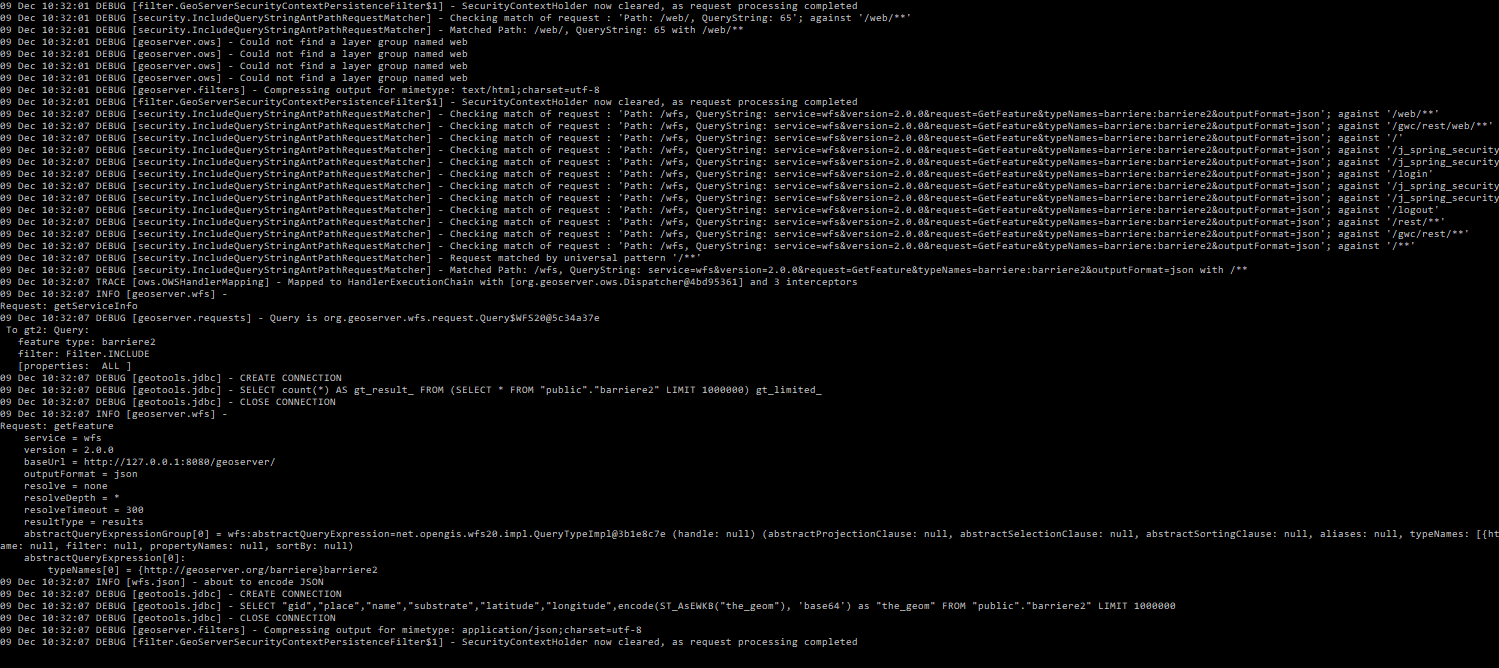 09 Dec 10:32:01 DEBUG [filter.GeoServerSecurityContextPersistenceFilter$1] - SecurityContextHolder now cleared, as request processing completed
09 Dec 10:32:01 DEBUG [security.IncludeQueryStringAntPathRequestMatcher] - Checking match of request : 'Path: /web/, QueryString: 65'; against '/web/**'
09 Dec 10:32:01 DEBUG [security.IncludeQueryStringAntPathRequestMatcher] - Matched Path: /web/, QueryString: 65 with /web/**
09 Dec 10:32:01 DEBUG [geoserver.ows] - Could not find a layer group named web
09 Dec 10:32:01 DEBUG [geoserver.ows] - Could not find a layer group named web
09 Dec 10:32:01 DEBUG [geoserver.ows] - Could not find a layer group named web
09 Dec 10:32:01 DEBUG [geoserver.ows] - Could not find a layer group named web
09 Dec 10:32:01 DEBUG [geoserver.filters] - Compressing output for mimetype: text/html;charset=utf-8
09 Dec 10:32:01 DEBUG [filter.GeoServerSecurityContextPersistenceFilter$1] - SecurityContextHolder now cleared, as request processing completed
09 Dec 10:32:07 DEBUG [security.IncludeQueryStringAntPathRequestMatcher] - Checking match of request : 'Path: /wfs, QueryString: service=wfs&version=2.0.0&request=GetFeature&typeNames=barriere:barriere2&outputFormat=json'; against '/web/**'
09 Dec 10:32:07 DEBUG [security.IncludeQueryStringAntPathRequestMatcher] - Checking match of request : 'Path: /wfs, QueryString: service=wfs&version=2.0.0&request=GetFeature&typeNames=barriere:barriere2&outputFormat=json'; against '/gwc/rest/web/**'
09 Dec 10:32:07 DEBUG [security.IncludeQueryStringAntPathRequestMatcher] - Checking match of request : 'Path: /wfs, QueryString: service=wfs&version=2.0.0&request=GetFeature&typeNames=barriere:barriere2&outputFormat=json'; against '/'
09 Dec 10:32:07 DEBUG [security.IncludeQueryStringAntPathRequestMatcher] - Checking match of request : 'Path: /wfs, QueryString: service=wfs&version=2.0.0&request=GetFeature&typeNames=barriere:barriere2&outputFormat=json'; against '/j_spring_security
09 Dec 10:32:07 DEBUG [security.IncludeQueryStringAntPathRequestMatcher] - Checking match of request : 'Path: /wfs, QueryString: service=wfs&version=2.0.0&request=GetFeature&typeNames=barriere:barriere2&outputFormat=json'; against '/j_spring_security
09 Dec 10:32:07 DEBUG [security.IncludeQueryStringAntPathRequestMatcher] - Checking match of request : 'Path: /wfs, QueryString: service=wfs&version=2.0.0&request=GetFeature&typeNames=barriere:barriere2&outputFormat=json'; against '/login'
09 Dec 10:32:07 DEBUG [security.IncludeQueryStringAntPathRequestMatcher] - Checking match of request : 'Path: /wfs, QueryString: service=wfs&version=2.0.0&request=GetFeature&typeNames=barriere:barriere2&outputFormat=json'; against '/j_spring_security
09 Dec 10:32:07 DEBUG [security.IncludeQueryStringAntPathRequestMatcher] - Checking match of request : 'Path: /wfs, QueryString: service=wfs&version=2.0.0&request=GetFeature&typeNames=barriere:barriere2&outputFormat=json'; against '/j_spring_security
09 Dec 10:32:07 DEBUG [security.IncludeQueryStringAntPathRequestMatcher] - Checking match of request : 'Path: /wfs, QueryString: service=wfs&version=2.0.0&request=GetFeature&typeNames=barriere:barriere2&outputFormat=json'; against '/logout'
09 Dec 10:32:07 DEBUG [security.IncludeQueryStringAntPathRequestMatcher] - Checking match of request : 'Path: /wfs, QueryString: service=wfs&version=2.0.0&request=GetFeature&typeNames=barriere:barriere2&outputFormat=json'; against '/rest/**'
09 Dec 10:32:07 DEBUG [security.IncludeQueryStringAntPathRequestMatcher] - Checking match of request : 'Path: /wfs, QueryString: service=wfs&version=2.0.0&request=GetFeature&typeNames=barriere:barriere2&outputFormat=json'; against '/gwc/rest/**'
09 Dec 10:32:07 DEBUG [security.IncludeQueryStringAntPathRequestMatcher] - Checking match of request : 'Path: /wfs, QueryString: service=wfs&version=2.0.0&request=GetFeature&typeNames=barriere:barriere2&outputFormat=json'; against '/**'
09 Dec 10:32:07 DEBUG [security.IncludeQueryStringAntPathRequestMatcher] - Request matched by universal pattern '/**'
09 Dec 10:32:07 DEBUG [security.IncludeQueryStringAntPathRequestMatcher] - Matched Path: /wfs, QueryString: service=wfs&version=2.0.0&request=GetFeature&typeNames=barriere:barriere2&outputFormat=json with /**
09 Dec 10:32:07 TRACE [ows.OWSHandlerMapping] - Mapped to HandlerExecutionChain with [org.geoserver.ows.Dispatcher@4bd95361] and 3 interceptors
09 Dec 10:32:07 INFO [geoserver.wfs] -
Request: getServiceInfo
09 Dec 10:32:07 DEBUG [geoserver.requests] - Query is org.geoserver.wfs.request.Query$WFS20@5c34a37e
To gt2: Query:
feature type: barriere2
filter: Filter.INCLUDE
[properties:  ALL ]
09 Dec 10:32:07 DEBUG [geotools.jdbc] - CREATE CONNECTION
09 Dec 10:32:07 DEBUG [geotools.jdbc] - SELECT count(*) AS gt_result_ FROM (SELECT * FROM "public"."barriere2" LIMIT 1000000) gt_limited_
09 Dec 10:32:07 DEBUG [geotools.jdbc] - CLOSE CONNECTION
09 Dec 10:32:07 INFO [geoserver.wfs] -
Request: getFeature
service = wfs
version = 2.0.0
baseUrl = http://127.0.0.1:8080/geoserver/
outputFormat = json
resolve = none
resolveDepth = *
resolveTimeout = 300
resultType = results
abstractQueryExpressionGroup[0] = wfs:abstractQueryExpression=net.opengis.wfs20.impl.QueryTypeImpl@3b1e8c7e (handle: null) (abstractProjectionClause: null, abstractSelectionClause: null, abstractSortingClause: null, aliases: null, typeNames: [{ht
ame: null, filter: null, propertyNames: null, sortBy: null)
abstractQueryExpression[0]:
typeNames[0] = {http://geoserver.org/barriere}barriere2
09 Dec 10:32:07 INFO [wfs.json] - about to encode JSON
09 Dec 10:32:07 DEBUG [geotools.jdbc] - CREATE CONNECTION
09 Dec 10:32:07 DEBUG [geotools.jdbc] - SELECT "gid","place","name","substrate","latitude","longitude",encode(ST_AsEWKB("the_geom"), 'base64') as "the_geom" FROM "public"."barriere2" LIMIT 1000000
09 Dec 10:32:07 DEBUG [geotools.jdbc] - CLOSE CONNECTION
09 Dec 10:32:07 DEBUG [geoserver.filters] - Compressing output for mimetype: application/json;charset=utf-8
09 Dec 10:32:07 DEBUG [filter.GeoServerSecurityContextPersistenceFilter$1] - SecurityContextHolder now cleared, as request processing completed